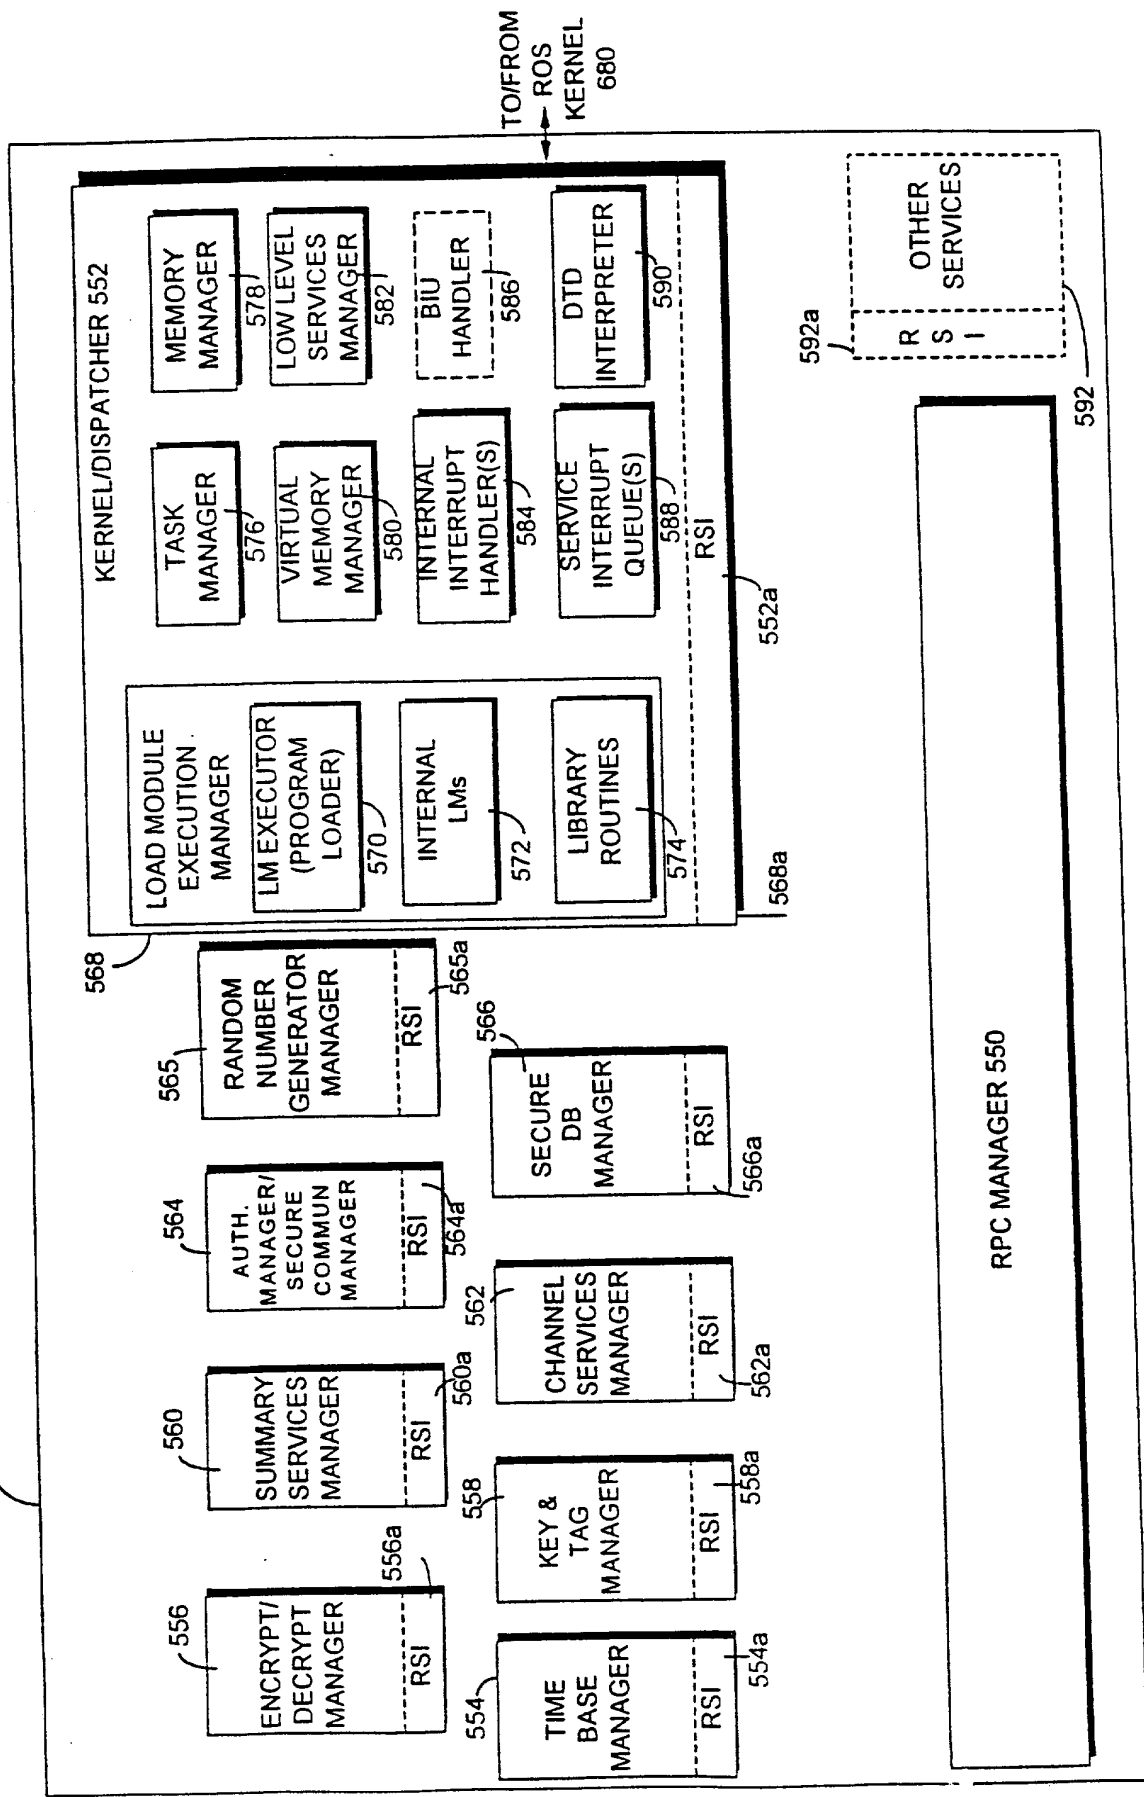 KERNEL/DISPATCHER 552
LOAD MODULE
EXECUTION
MANAGER
LM EXECUTOR
(PROGRAM
LOADER)
570
INTERNAL
LMs
572
LIBRARY
ROUTINES
574
568
568a
TASK
MANAGER
576
MEMORY
MANAGER
578
VIRTUAL
MEMORY
MANAGER
580
LOW LEVEL
SERVICES
MANAGER
582
INTERNAL
INTERRUPT
HANDLER(S)
584
BIU
HANDLER
586
SERVICE
INTERRUPT
QUEUE(S)
588
DTD
INTERPRETER
590
RSI
552a
TO/FROM
ROS
KERNEL
680
556
ENCRYPT/
DECRYPT
MANAGER
RSI
556a
560
SUMMARY
SERVICES
MANAGER
RSI
560a
564
AUTH.
MANAGER/
SECURE
COMMUN
MANAGER
RSI
564a
565
RANDOM
NUMBER
GENERATOR
MANAGER
RSI
565a
554
TIME
BASE
MANAGER
RSI
554a
558
KEY &
TAG
MANAGER
RSI
558a
562
CHANNEL
SERVICES
MANAGER
RSI
562a
566
SECURE
DB
MANAGER
RSI
566a
592a
R
S
I
OTHER
SERVICES
592
RPC MANAGER 550